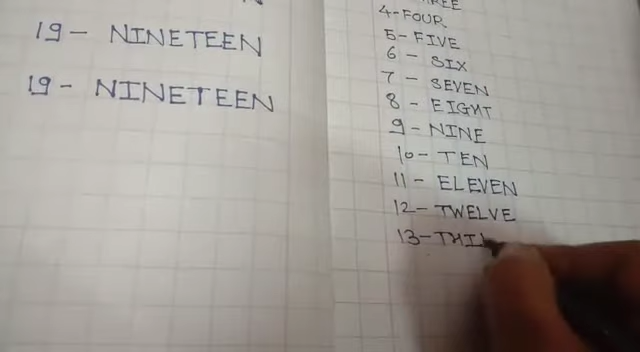 19- NINETEEN
19- NINETEEN
4-FOUR
5-FIVE
6 - SIX
7 - SEVEN
8 - EIGHT
9-NINE
10-TEN
11- ELEVEN
12-TWELVE
13-THI